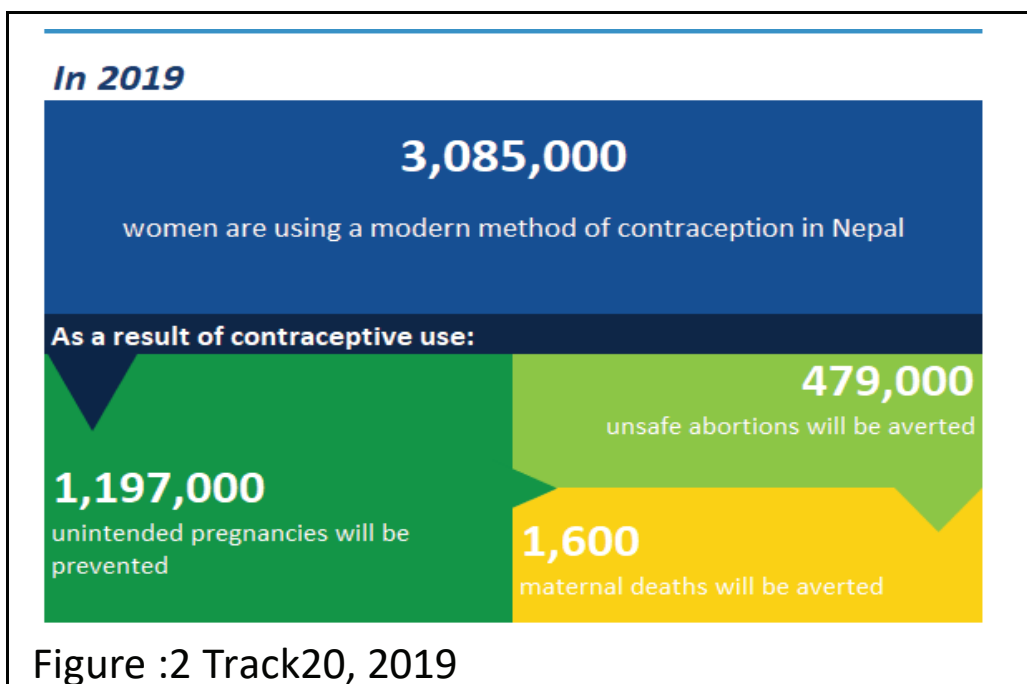 In 2019
3,085,000
women are using a modern method of contraception in Nepal
As a result of contraceptive use:
1,197,000
unintended pregnancies will be
prevented
479,000
unsafe abortions will be averted
1,600
maternal deaths will be averted
Figure :2 Track20, 2019